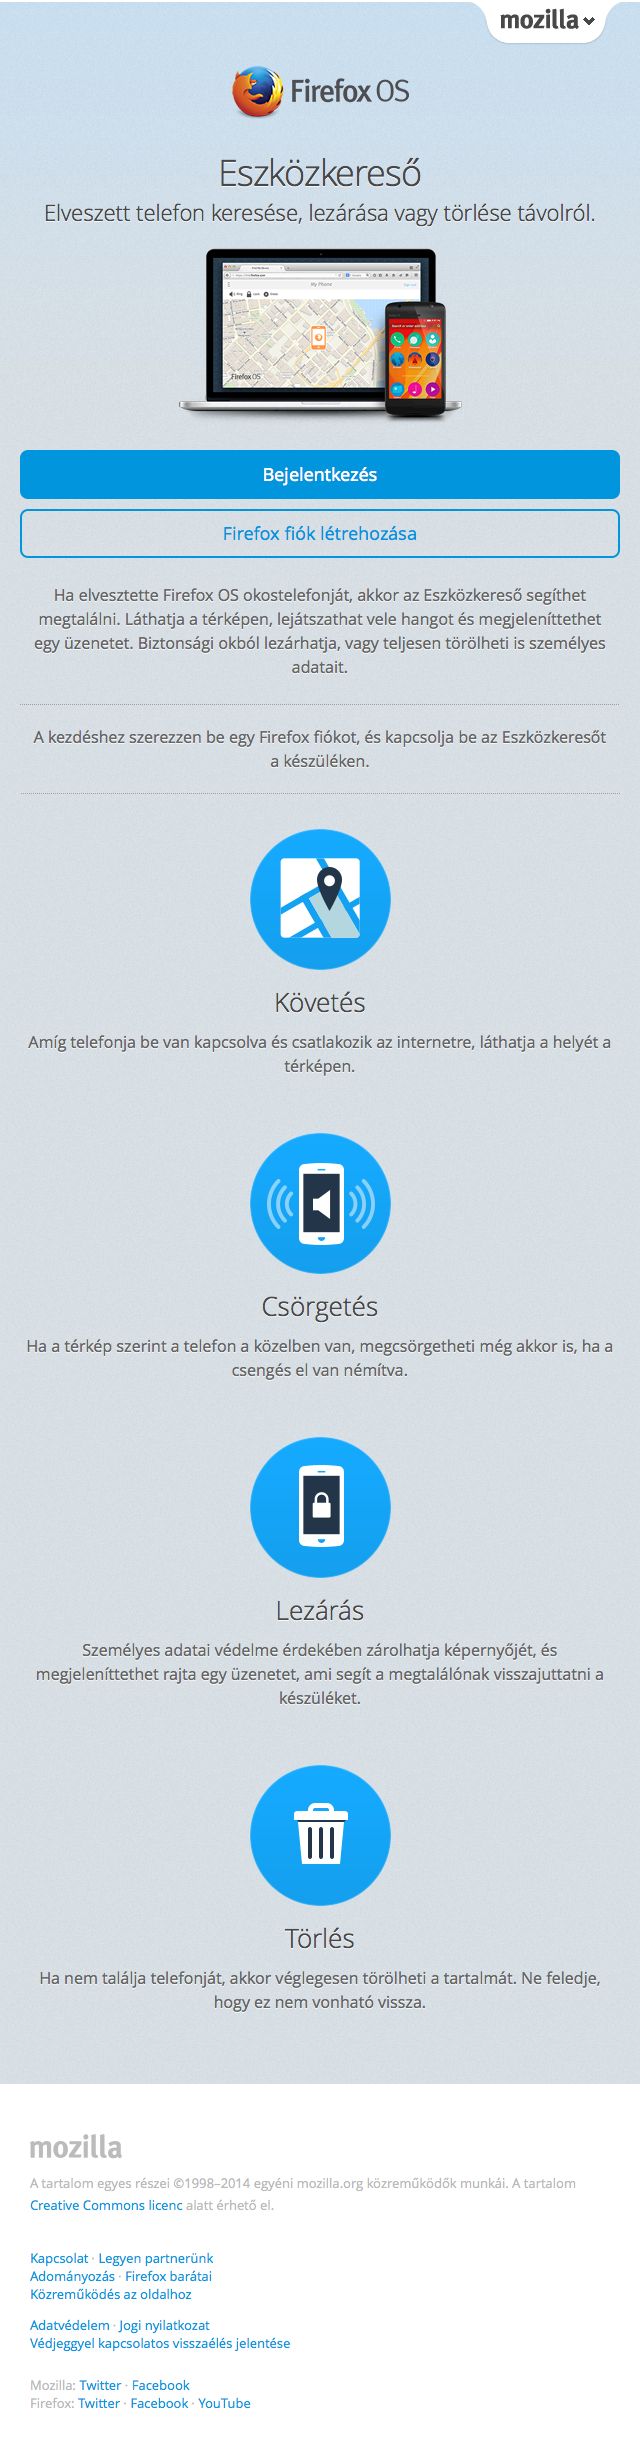 mozilla
Firefox OS
Eszközkereső
Elveszett telefon keresése, lezárása vagy törlése távolról.
My Phone
Firefox OS
Bejelentkezés
Firefox fiók létrehozása
Ha elvesztette Firefox OS okostelefonját, akkor az Eszközkereső segíthet
megtalálni. Láthatja a térképen, lejátszathat vele hangot és megjeleníttethet
egy üzenetet. Biztonsági okból lezárhatja, vagy teljesen törölheti is személyes
adatait.
A kezdéshez szerezzen be egy Firefox fiókot, és kapcsolja be az Eszközkeresőt
a készüléken.
Követés
Amíg telefonja be van kapcsolva és csatlakozik az internetre, láthatja a helyét a
térképen.
Csörgetés
Ha a térkép szerint a telefon a közelben van, megcsörgetheti még akkor is, ha a
csengés el van némítva.
Lezárás
Személyes adatai védelme érdekében zárolhatja képernyőjét, és
megjeleníttethet rajta egy üzenetet, ami segít a megtalálónak visszajuttatni a
készüléket.
Törlés
Ha nem találja telefonját, akkor véglegesen törölheti a tartalmát. Ne feledje,
hogy ez nem vonható vissza.
mozilla
A tartalom egyes részei ©1998–2014 egyéni mozilla.org közreműködők munkái. A tartalom
Creative Commons licenc alatt érhető el.
Kapcsolat · Legyen partnerünk
Adományozás · Firefox barátai
Közreműködés az oldalhoz
Adatvédelem · Jogi nyilatkozat
Védjeggyel kapcsolatos visszaélés jelentése
Mozilla: Twitter · Facebook
Firefox: Twitter · Facebook · YouTube